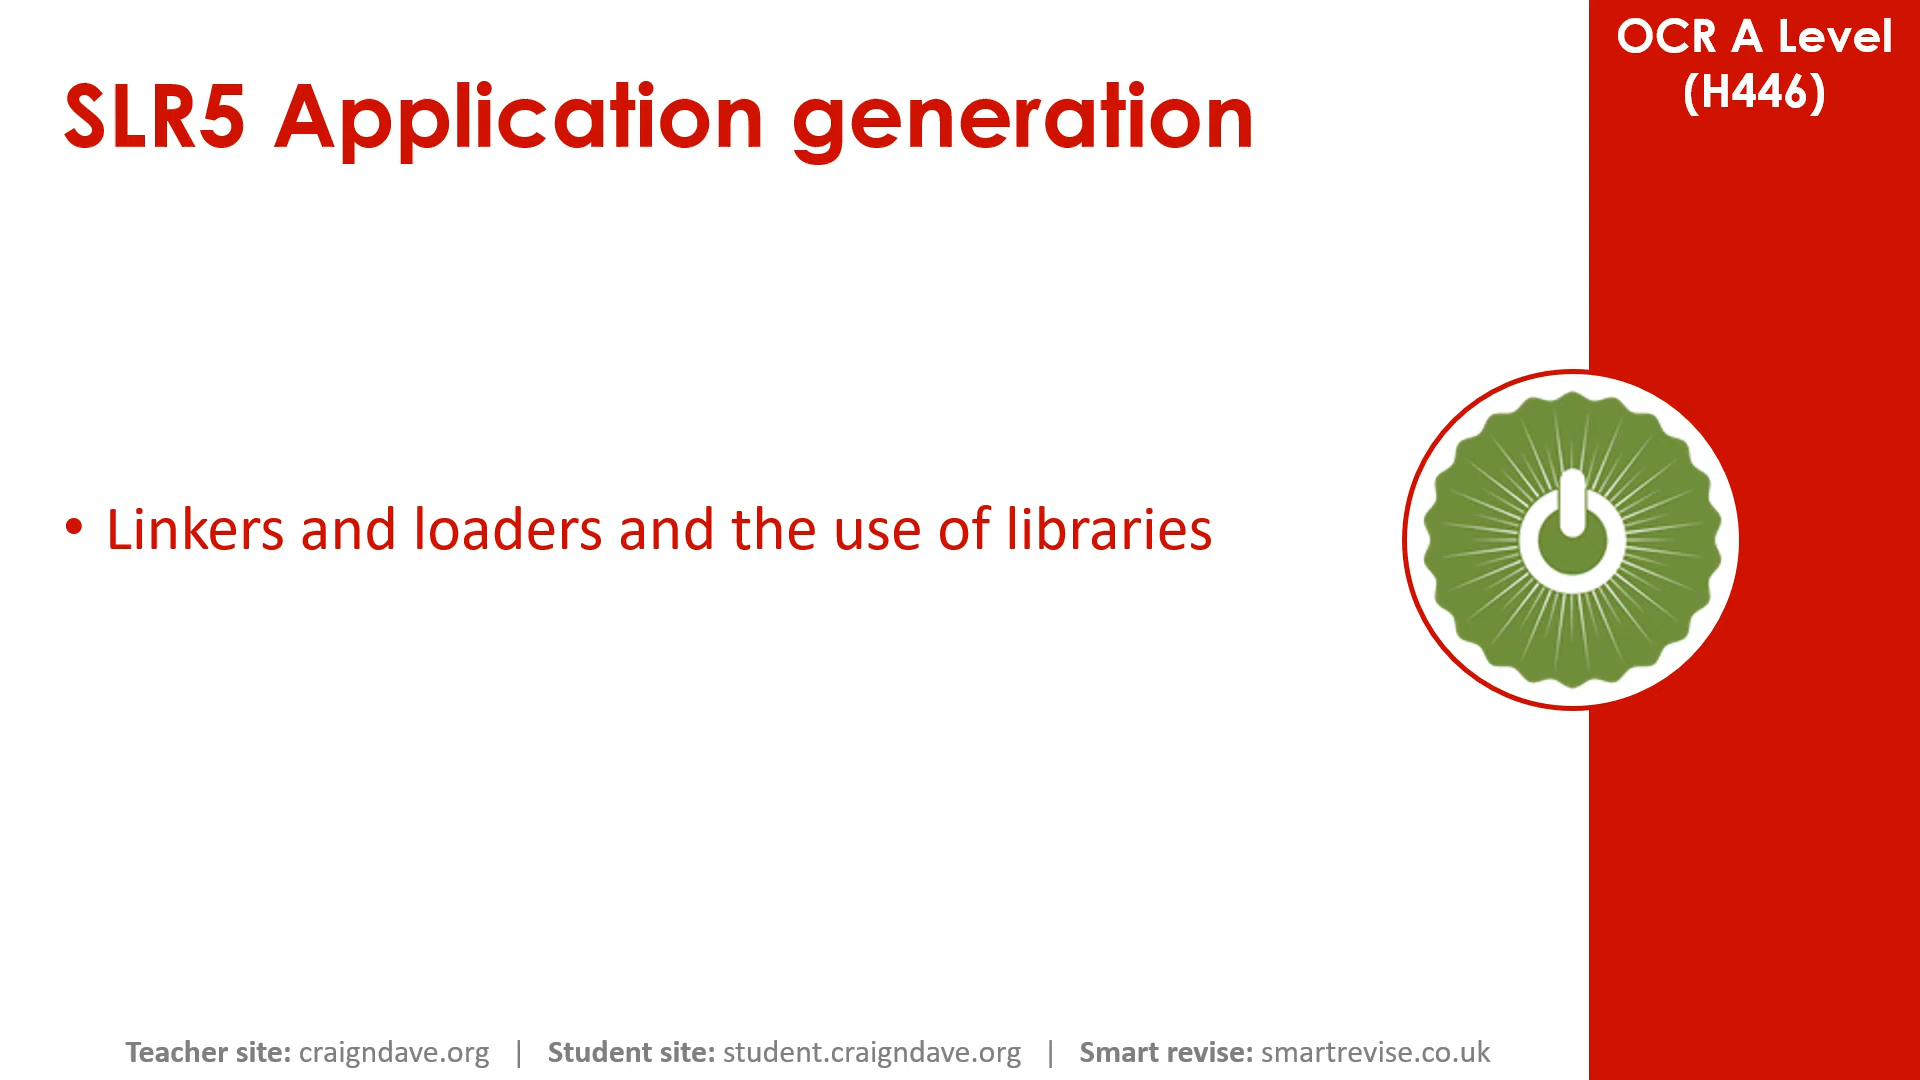 OCR A Level
(H446)
SLR5 Application generation
• Linkers and loaders and the use of libraries
Teacher site: craigndave.org | Student site: student.craigndave.org | Smart revise: smartrevise.co.uk